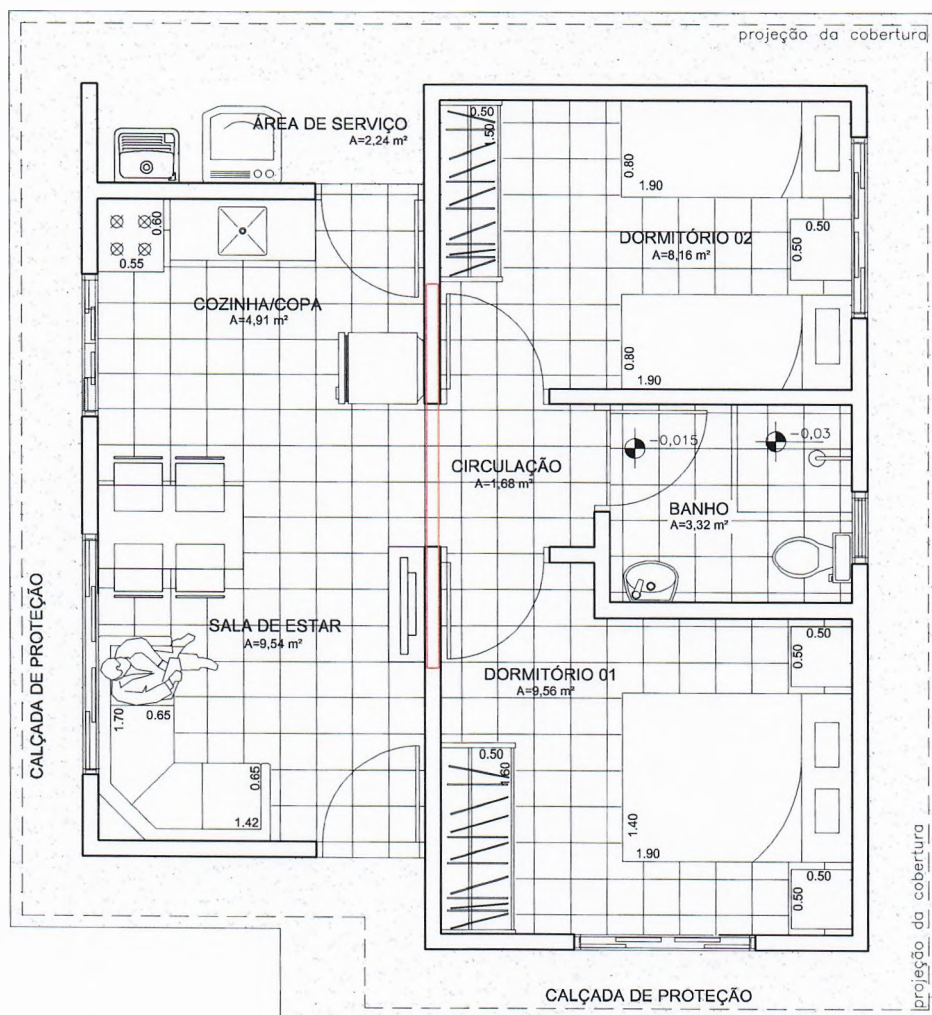 projeção da cobertura
ÁREA DE SERVIÇO
A=2,24 m²
0.50
1.50
0.80
1.90
0.60
0.55
DORMITÓRIO 02
A=8,16 m²
0.50
0.50
COZINHA/COPA
A=4,91 m²
0.80
1.90
-0,015
-0,03
CIRCULAÇÃO
A=1,68 m²
BANHO
A=3,32 m²
CALÇADA DE PROTEÇÃO
SALA DE ESTAR
A=9,54 m²
0.50
0.50
DORMITÓRIO 01
A=9,56 m²
1.70
0.65
0.50
1.60
0.65
1.42
1.40
1.90
0.50
0.50
projeção da cobertura
CALÇADA DE PROTEÇÃO